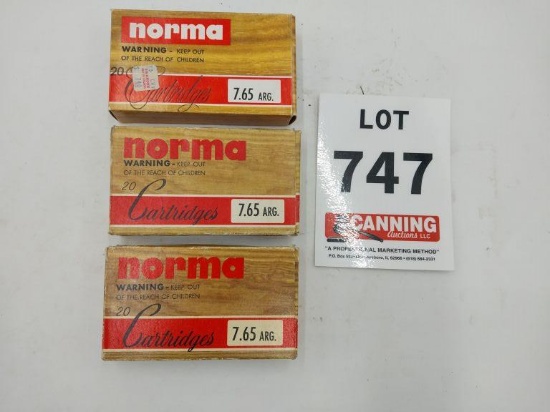 norma
WARNING - KEEP OUT
OF THE REACH OF CHILDREN
20
Cartridges
7.65 ARG.
norma
WARNING - KEEP OUT
OF THE REACH OF CHILDREN
20
Cartridges
7.65 ARG.
norma
WARNING - KEEP OUT
OF THE REACH OF CHILDREN
20
Cartridges
7.65 ARG.
LOT
747
CANNING
Auctions LLC
"A PROFESSIONAL MARKETING METHOD"
P.O. Box